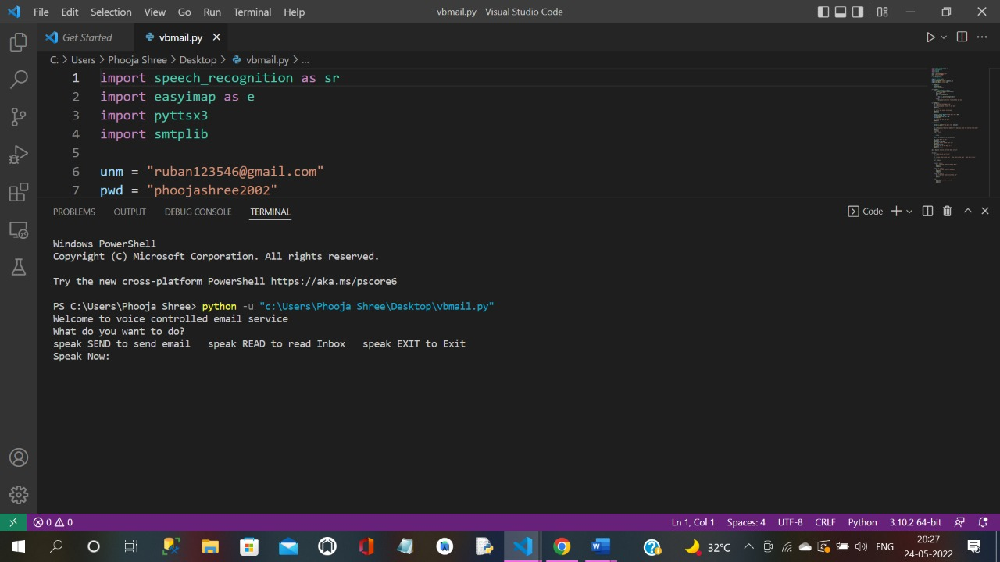 File Edit Selection View Go Run Terminal Help vbmail.py - Visual Studio Code
Get Started vbmail.py
C: > Users > Phooja Shree > Desktop > vbmail.py > ...
1 import speech_recognition as sr
2 import easyimap as e
3 import pyttsx3
4 import smtplib
5
6 unm = "ruban123546@gmail.com"
7 pwd = "phoojashree2002"
PROBLEMS OUTPUT DEBUG CONSOLE TERMINAL Code
Windows PowerShell
Copyright (C) Microsoft Corporation. All rights reserved.
Try the new cross-platform PowerShell https://aka.ms/pscore6
PS C:\Users\Phooja Shree> python -u "c:\Users\Phooja Shree\Desktop\vbmail.py"
Welcome to voice controlled email service
What do you want to do?
speak SEND to send email   speak READ to read Inbox   speak EXIT to Exit
Speak Now:
0 0 Ln 1, Col 1 Spaces: 4 UTF-8 CRLF Python 3.10.2 64-bit
32°C ENG 20:27
24-05-2022